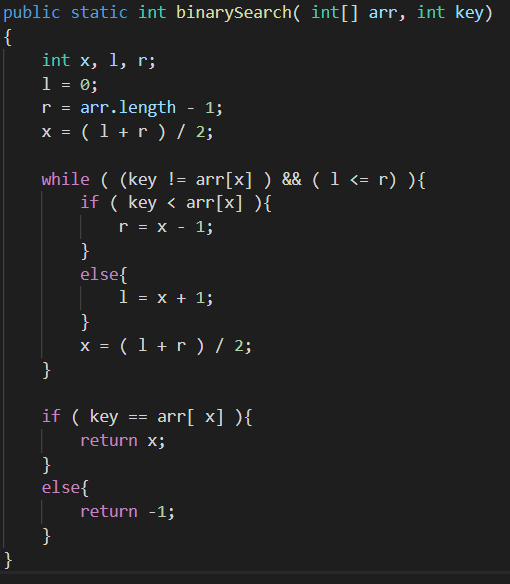 public static int binarySearch( int[] arr, int key)
{
    int x, l, r;
    l = 0;
    r = arr.length - 1;
    x = ( l + r ) / 2;

    while ( (key != arr[x] ) && ( l <= r) ){
        if ( key < arr[x] ){
            r = x - 1;
        }
        else{
            l = x + 1;
        }
        x = ( l + r ) / 2;
    }

    if ( key == arr[ x] ){
        return x;
    }
    else{
        return -1;
    }
}